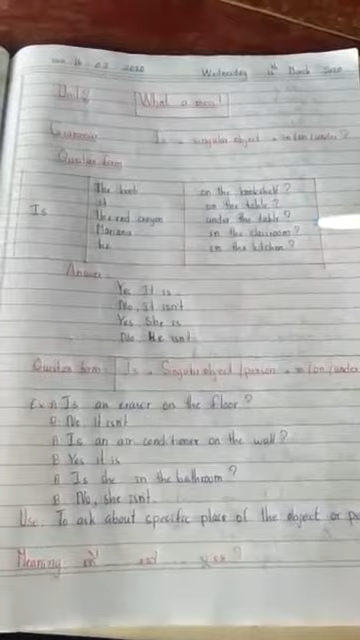 Wednesday 11th March 2020
Unit 8 What a mess!
Grammar Is + singular object + in/on/under?
Question form
The book on the bookshelf?
it on the table?
Is the red crayon under the table?
Mariana in the classroom?
he in the kitchen?
Answer
Yes It is
No, It isn't
Yes, She is
No, He isn't
Question form: Is + Singular object/person + in/on/under
Ex: A: Is an eraser on the floor?
B: No, it isn't
A: Is an air conditioner on the wall?
B Yes it is
A Is she in the bathroom?
B No, she isn't.
Use: To ask about specific place of the object or
Meaning